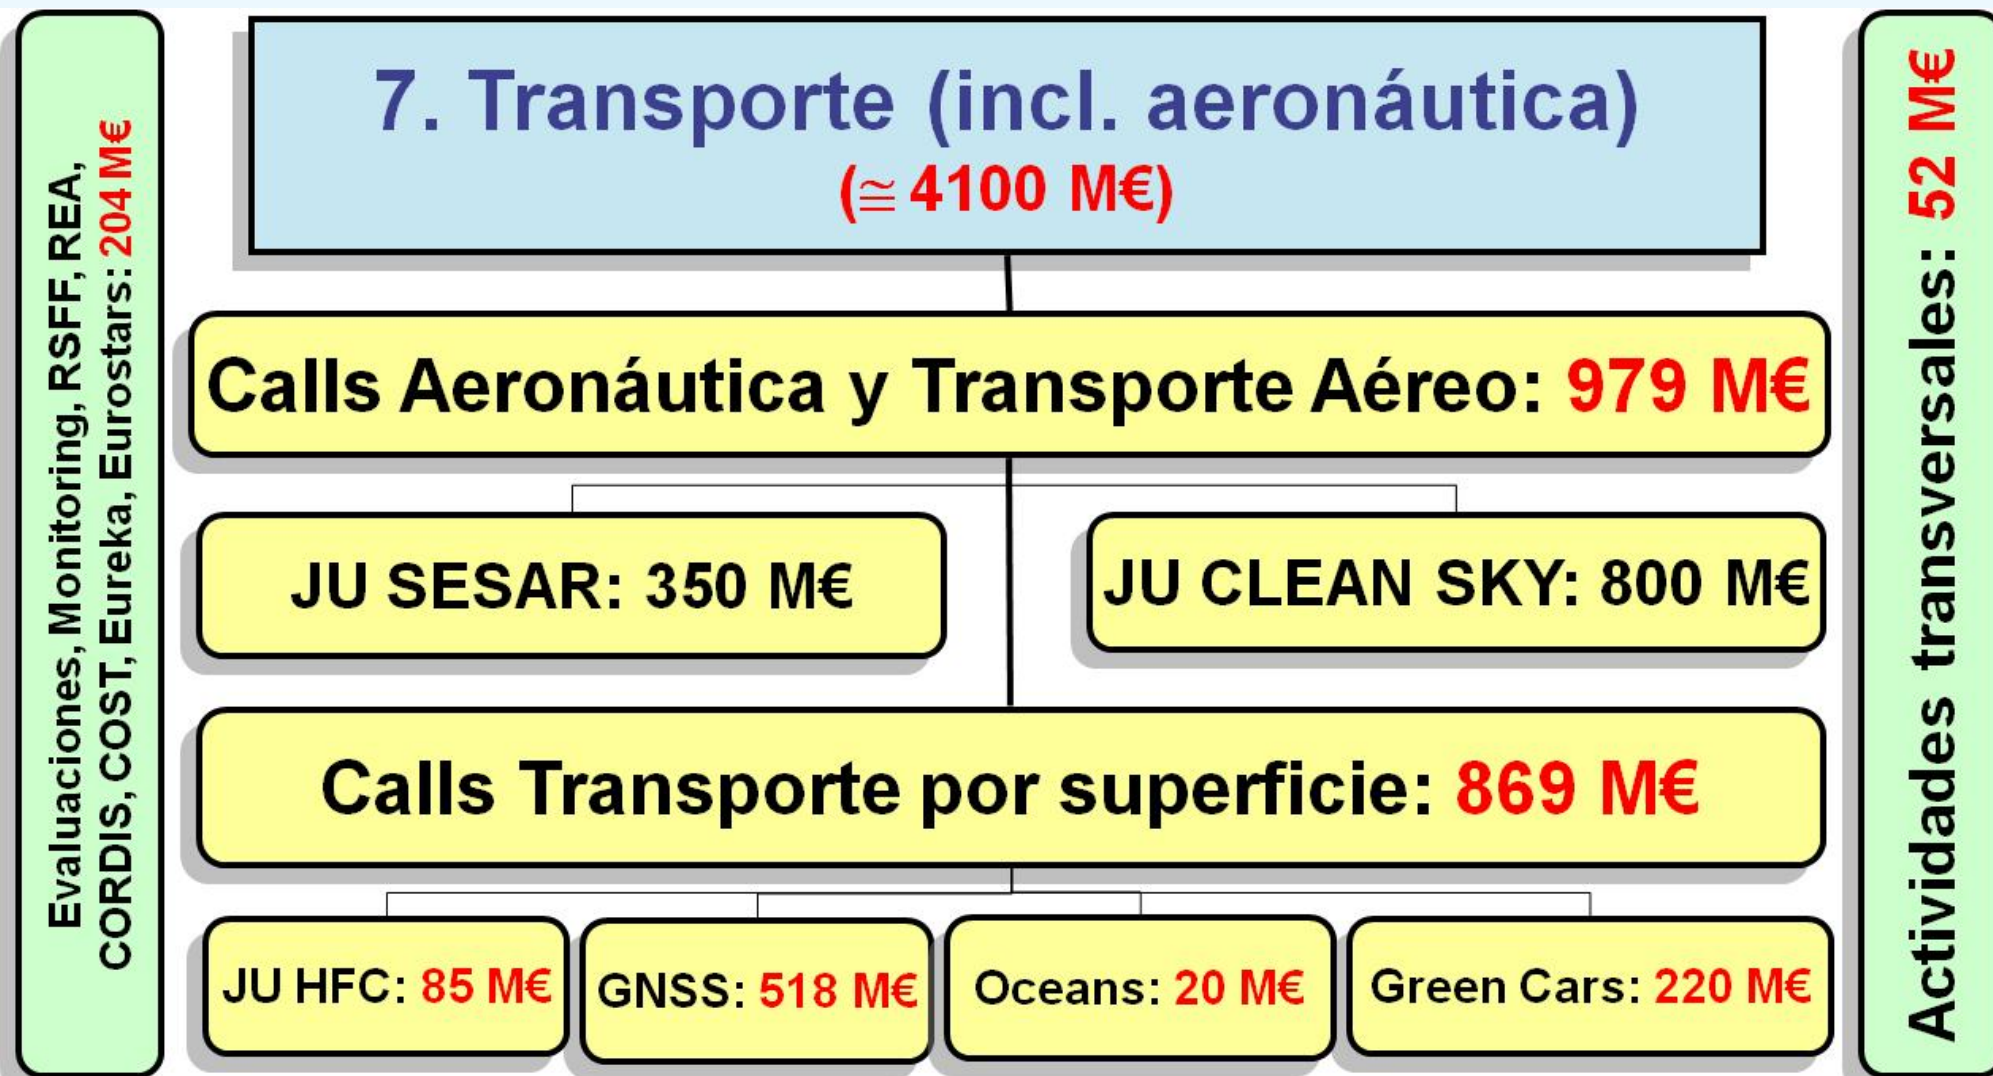 7. Transporte (incl. aeronáutica)
(≅ 4100 M€)
Evaluaciones, Monitoring, RSFF, REA,
CORDIS, COST, Eureka, Eurostars: 204 M€
Calls Aeronáutica y Transporte Aéreo: 979 M€
JU SESAR: 350 M€
JU CLEAN SKY: 800 M€
Calls Transporte por superficie: 869 M€
JU HFC: 85 M€
GNSS: 518 M€
Oceans: 20 M€
Green Cars: 220 M€
Actividades transversales: 52 M€